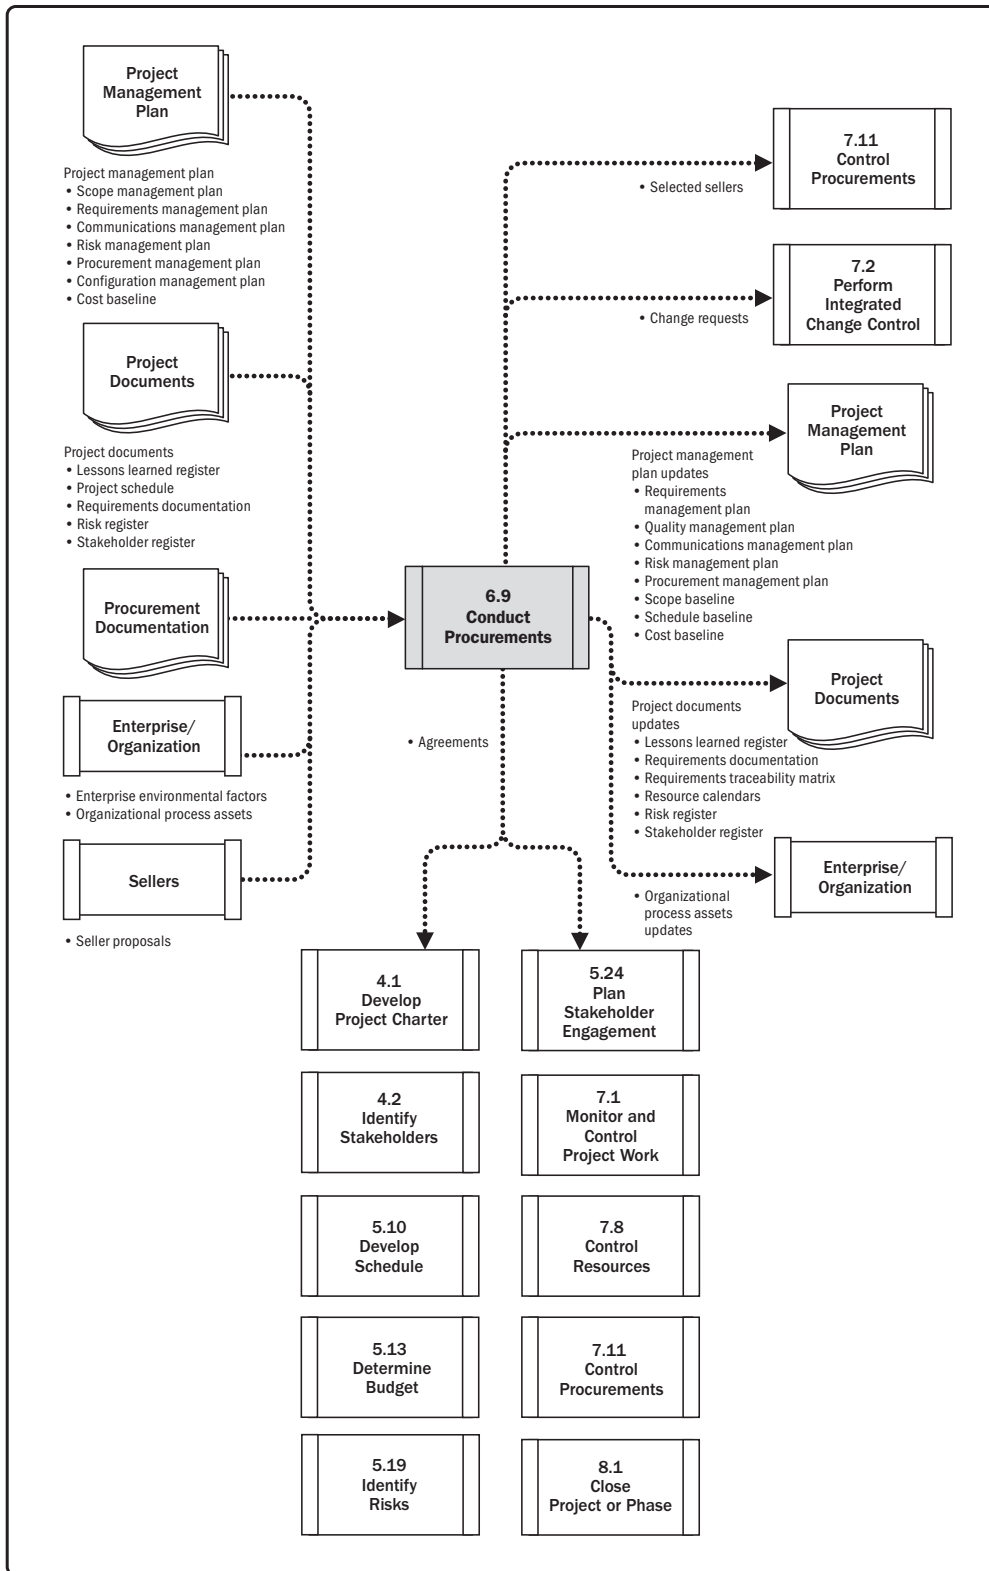 Project
Management
Plan
Project management plan
• Scope management plan
• Requirements management plan
• Communications management plan
• Risk management plan
• Procurement management plan
• Configuration management plan
• Cost baseline
Project
Documents
Project documents
• Lessons learned register
• Project schedule
• Requirements documentation
• Risk register
• Stakeholder register
Procurement
Documentation
Enterprise/
Organization
• Enterprise environmental factors
• Organizational process assets
Sellers
• Seller proposals
6.9
Conduct
Procurements
• Selected sellers
7.11
Control
Procurements
• Change requests
7.2
Perform
Integrated
Change Control
Project
Management
Plan
Project management
plan updates
• Requirements
management plan
• Quality management plan
• Communications management plan
• Risk management plan
• Procurement management plan
• Scope baseline
• Schedule baseline
• Cost baseline
Project
Documents
Project documents
updates
• Lessons learned register
• Requirements documentation
• Requirements traceability matrix
• Resource calendars
• Risk register
• Stakeholder register
Enterprise/
Organization
• Organizational
process assets
updates
• Agreements
4.1
Develop
Project Charter
4.2
Identify
Stakeholders
5.10
Develop
Schedule
5.13
Determine
Budget
5.19
Identify
Risks
5.24
Plan
Stakeholder
Engagement
7.1
Monitor and
Control
Project Work
7.8
Control
Resources
7.11
Control
Procurements
8.1
Close
Project or Phase